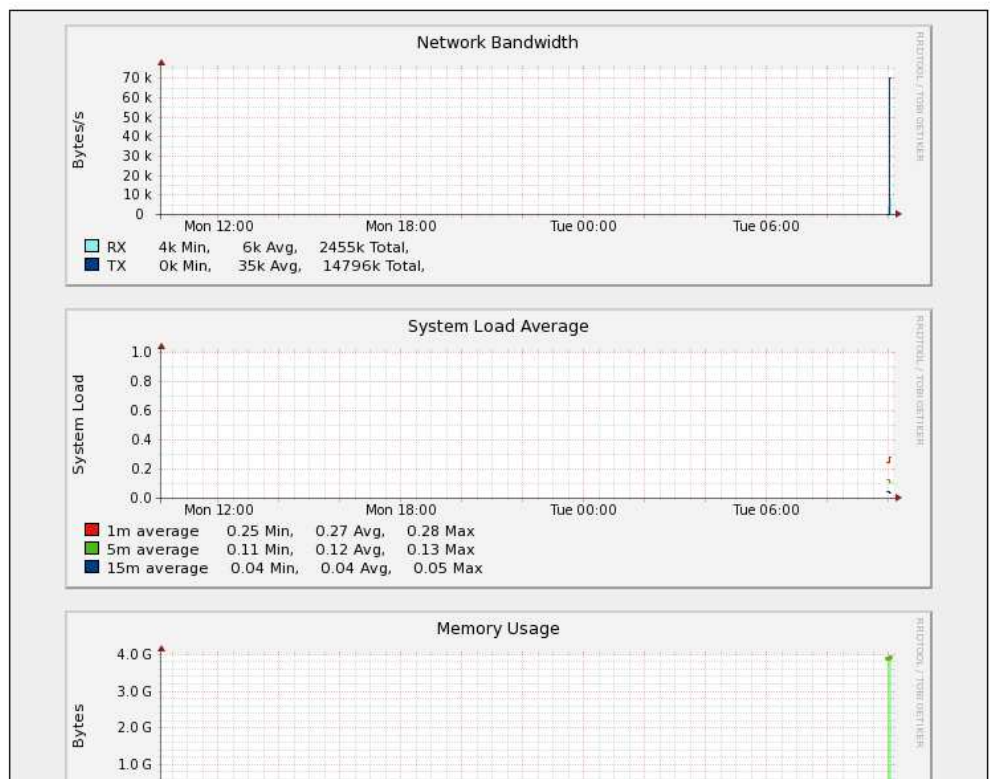 Network Bandwidth
RRDTOOL / TOBI OETIKER
Bytes/s
70 k
60 k
50 k
40 k
30 k
20 k
10 k
0
Mon 12:00 Mon 18:00 Tue 00:00 Tue 06:00
RX 4k Min, 6k Avg, 2455k Total,
TX 0k Min, 35k Avg, 14796k Total,
System Load Average
RRDTOOL / TOBI OETIKER
System Load
1.0
0.8
0.6
0.4
0.2
0.0
Mon 12:00 Mon 18:00 Tue 00:00 Tue 06:00
1m average 0.25 Min, 0.27 Avg, 0.28 Max
5m average 0.11 Min, 0.12 Avg, 0.13 Max
15m average 0.04 Min, 0.04 Avg, 0.05 Max
Memory Usage
RRDTOOL / TOBI OETIKER
Bytes
4.0 G
3.0 G
2.0 G
1.0 G